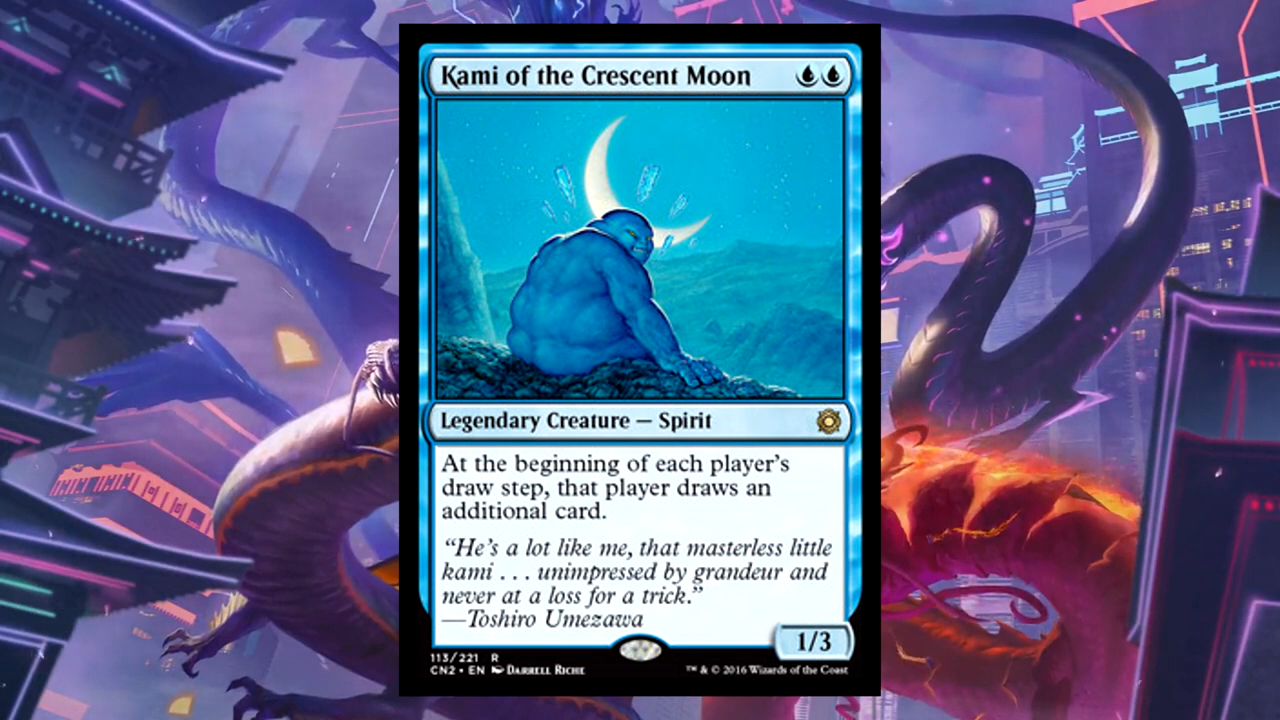 Kami of the Crescent Moon
Legendary Creature — Spirit
At the beginning of each player's
draw step, that player draws an
additional card.
“He's a lot like me, that masterless little
kami . . . unimpressed by grandeur and
never at a loss for a trick.”
—Toshiro Umezawa
1/3
113/221 R
CN2 • EN Darrell Riche
™ & © 2016 Wizards of the Coast